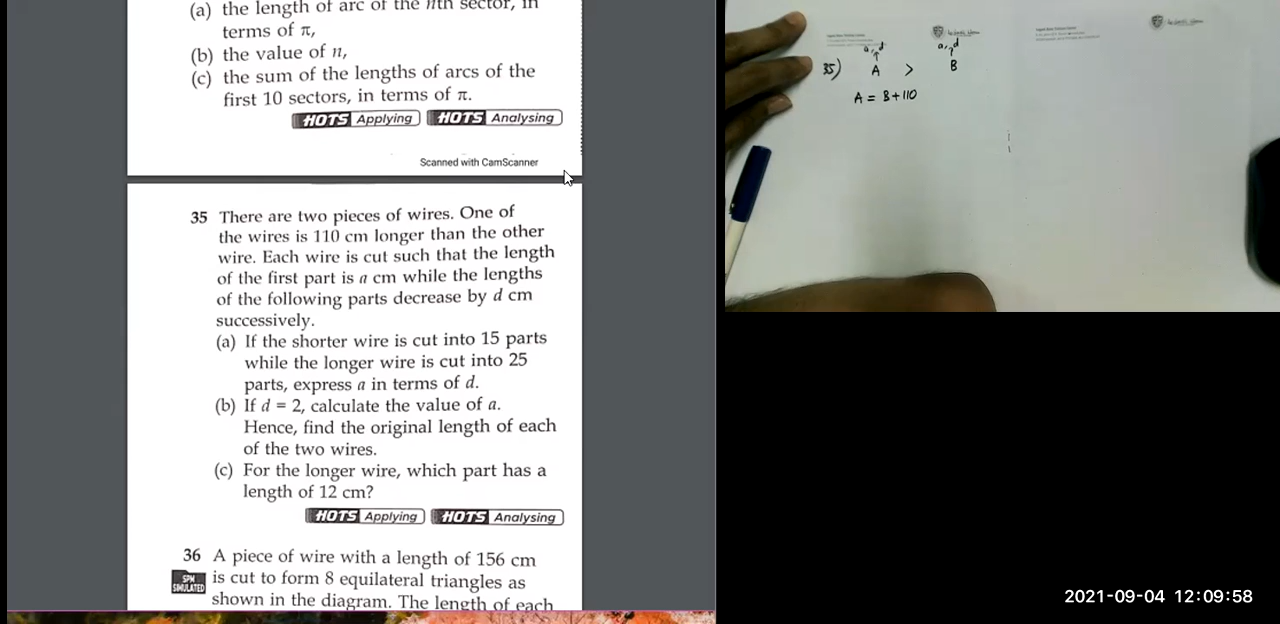 (a) the length of arc of the nth sector, in
terms of π,
(b) the value of n,
(c) the sum of the lengths of arcs of the
first 10 sectors, in terms of π.
HOTS Applying HOTS Analysing
Scanned with CamScanner
35 There are two pieces of wires. One of
the wires is 110 cm longer than the other
wire. Each wire is cut such that the length
of the first part is a cm while the lengths
of the following parts decrease by d cm
successively.
(a) If the shorter wire is cut into 15 parts
while the longer wire is cut into 25
parts, express a in terms of d.
(b) If d = 2, calculate the value of a.
Hence, find the original length of each
of the two wires.
(c) For the longer wire, which part has a
length of 12 cm?
HOTS Applying HOTS Analysing
36 A piece of wire with a length of 156 cm
SPM SIMULATED is cut to form 8 equilateral triangles as
shown in the diagram. The length of each
a, d a, d
35) A > B
A = B + 110
2021-09-04 12:09:58